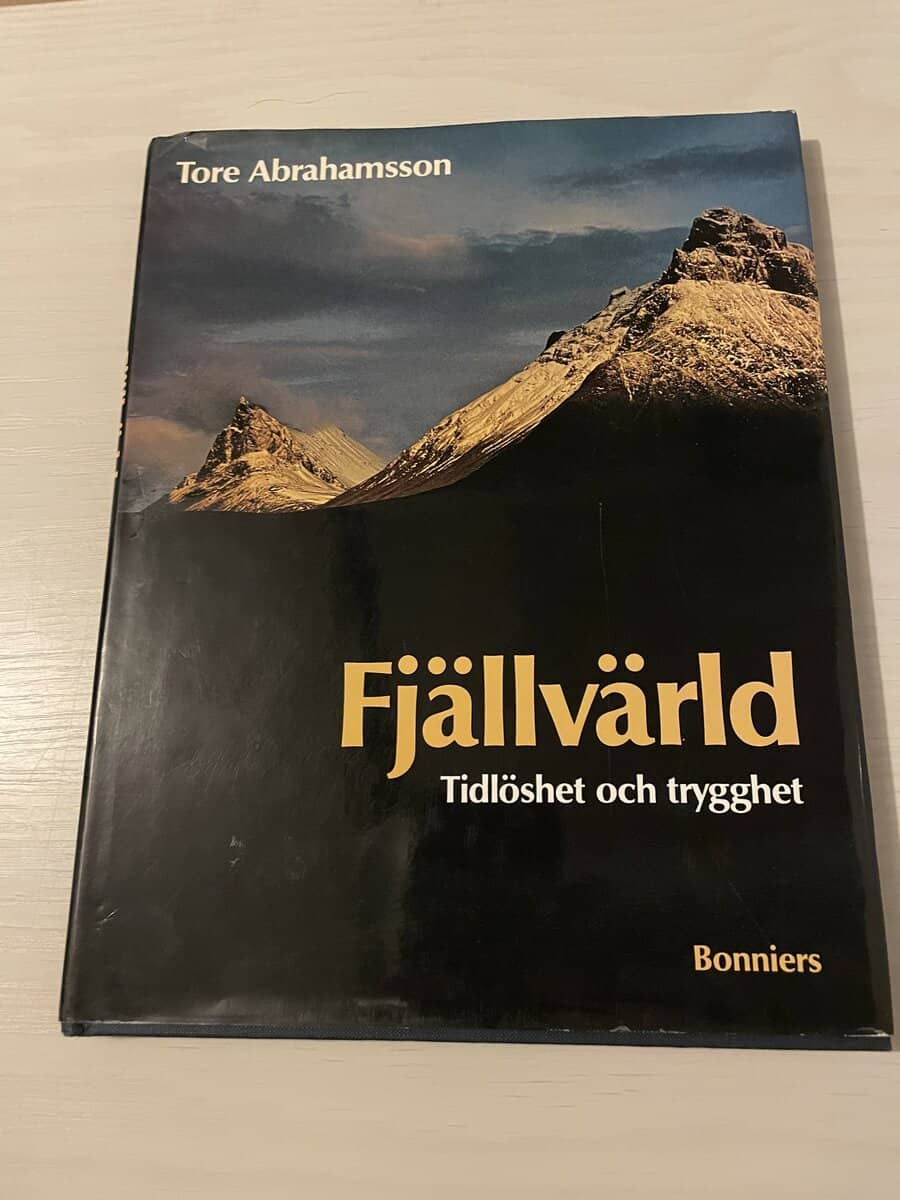 Tore Abrahamsson
Fjällvärld
Tidlöshet och trygghet
Bonniers